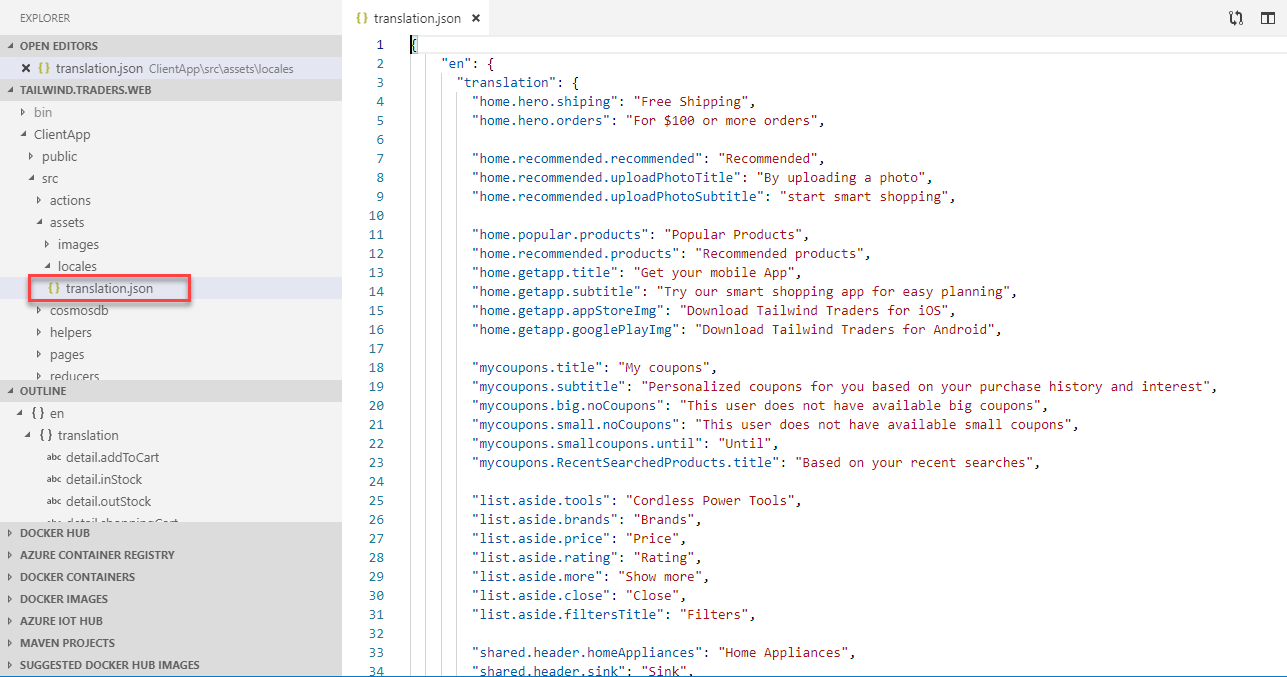 EXPLORER
OPEN EDITORS
translation.json ClientApp\src\assets\locales
TAILWIND.TRADERS.WEB
bin
ClientApp
public
src
actions
assets
images
locales
{} translation.json
cosmosdb
helpers
pages
reducers
OUTLINE
{} en
{} translation
abc detail.addToCart
abc detail.inStock
abc detail.outStock
abc detail.shoppingCart
DOCKER HUB
AZURE CONTAINER REGISTRY
DOCKER CONTAINERS
DOCKER IMAGES
AZURE IOT HUB
MAVEN PROJECTS
SUGGESTED DOCKER HUB IMAGES
{} translation.json ×
1 {
2 "en": {
3 "translation": {
4 "home.hero.shiping": "Free Shipping",
5 "home.hero.orders": "For $100 or more orders",
6
7 "home.recommended.recommended": "Recommended",
8 "home.recommended.uploadPhotoTitle": "By uploading a photo",
9 "home.recommended.uploadPhotoSubtitle": "start smart shopping",
10
11 "home.popular.products": "Popular Products",
12 "home.recommended.products": "Recommended products",
13 "home.getapp.title": "Get your mobile App",
14 "home.getapp.subtitle": "Try our smart shopping app for easy planning",
15 "home.getapp.appStoreImg": "Download Tailwind Traders for iOS",
16 "home.getapp.googlePlayImg": "Download Tailwind Traders for Android",
17
18 "mycoupons.title": "My coupons",
19 "mycoupons.subtitle": "Personalized coupons for you based on your purchase history and interest",
20 "mycoupons.big.noCoupons": "This user does not have available big coupons",
21 "mycoupons.small.noCoupons": "This user does not have available small coupons",
22 "mycoupons.smallcoupons.until": "Until",
23 "mycoupons.RecentSearchedProducts.title": "Based on your recent searches",
24
25 "list.aside.tools": "Cordless Power Tools",
26 "list.aside.brands": "Brands",
27 "list.aside.price": "Price",
28 "list.aside.rating": "Rating",
29 "list.aside.more": "Show more",
30 "list.aside.close": "Close",
31 "list.aside.filtersTitle": "Filters",
32
33 "shared.header.homeAppliances": "Home Appliances",
34 "shared.header.sink": "Sink",